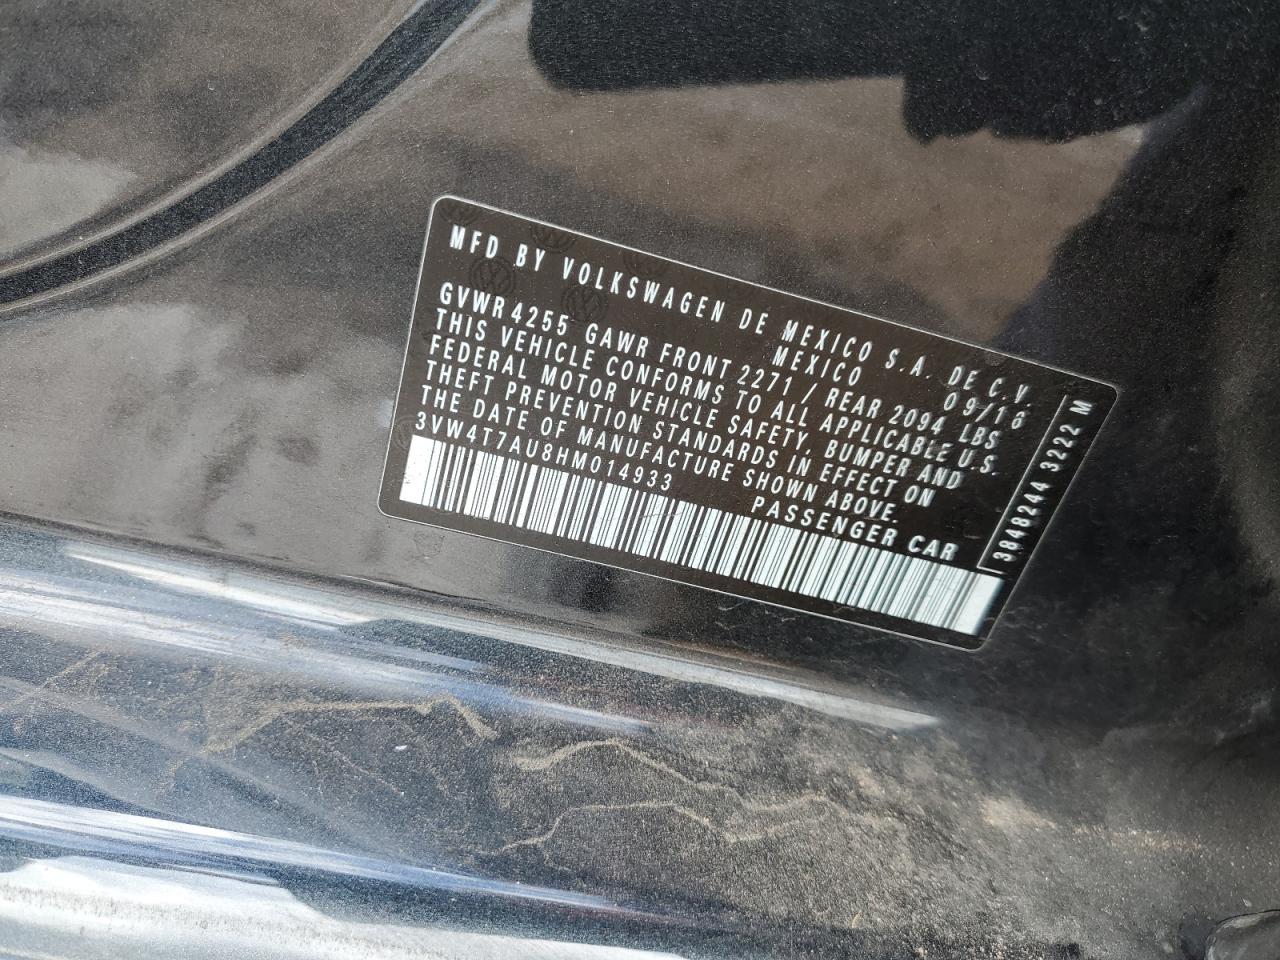 MFD BY VOLKSWAGEN DE MEXICO S.A. DE C.V.
MEXICO 09/16
GVWR 4255 GAWR FRONT 2271 / REAR 2094 LBS
THIS VEHICLE CONFORMS TO ALL APPLICABLE U.S.
FEDERAL MOTOR VEHICLE SAFETY, BUMPER AND
THEFT PREVENTION STANDARDS IN EFFECT ON
THE DATE OF MANUFACTURE SHOWN ABOVE.
3VW4T7AU8HM014933 PASSENGER CAR
3848244 3222 M